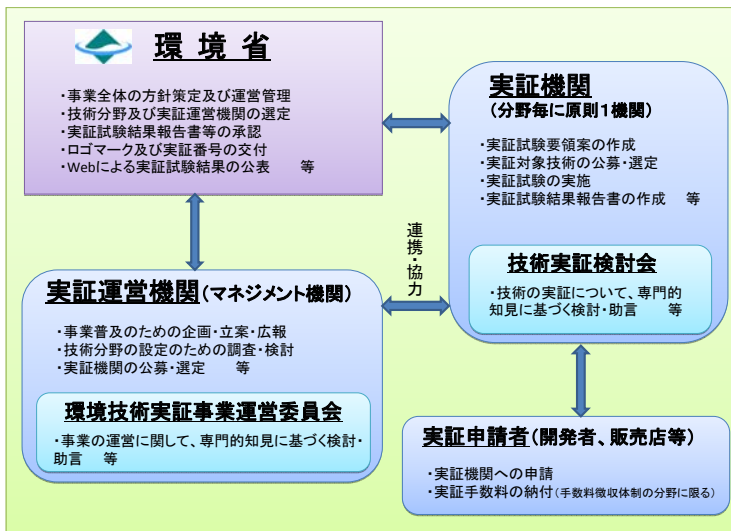 環 境 省
・事業全体の方針策定及び運営管理
・技術分野及び実証運営機関の選定
・実証試験結果報告書等の承認
・ロゴマーク及び実証番号の交付
・Webによる実証試験結果の公表　　等
実証機関
(分野毎に原則１機関)
・実証試験要領案の作成
・実証対象技術の公募・選定
・実証試験の実施
・実証試験結果報告書の作成　等
技術実証検討会
・技術の実証について、専門的
知見に基づく検討・助言　　等
連携・協力
実証運営機関(マネジメント機関)
・事業普及のための企画・立案・広報
・技術分野の設定のための調査・検討
・実証機関の公募・選定　　等
環境技術実証事業運営委員会
・事業の運営に関して、専門的知見に基づく検討・
助言　　等
実証申請者(開発者、販売店等)
・実証機関への申請
・実証手数料の納付(手数料徴収体制の分野に限る)